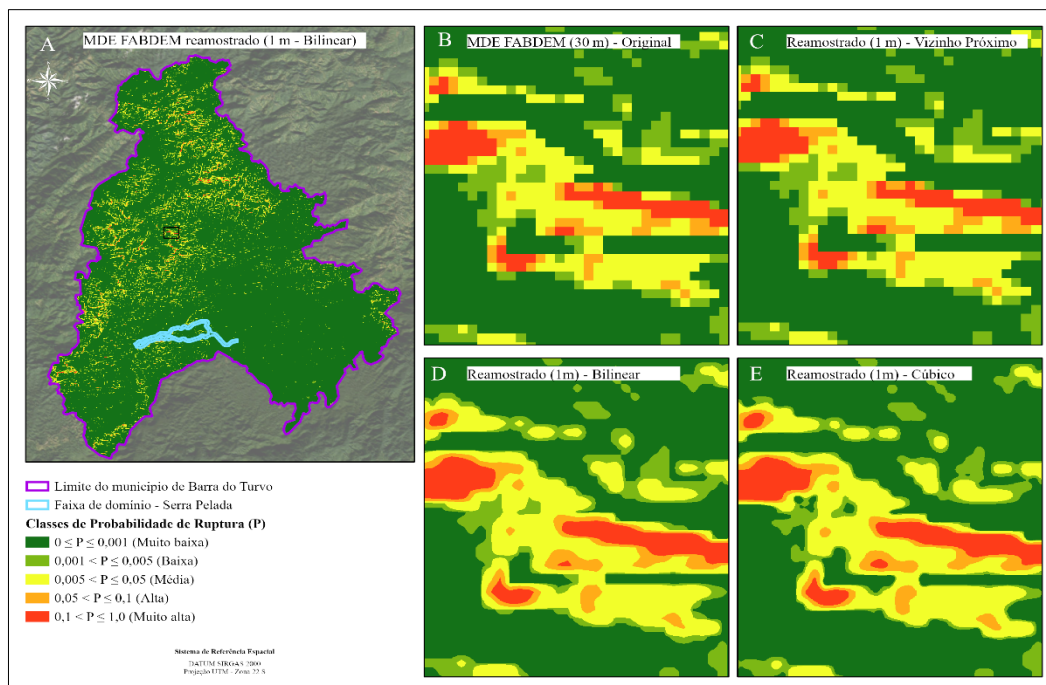 A
MDE FABDEM reamostrado (1 m - Bilinear)
B
MDE FABDEM (30 m) - Original
C
Reamostrado (1 m) - Vizinho Próximo
D
Reamostrado (1m) - Bilinear
E
Reamostrado (1m) - Cúbico
Limite do municipio de Barra do Turvo
Faixa de domínio - Serra Pelada
Classes de Probabilidade de Ruptura (P)
0 ≤ P ≤ 0,001 (Muito baixa)
0,001 < P ≤ 0,005 (Baixa)
0,005 < P ≤ 0,05 (Média)
0,05 < P ≤ 0,1 (Alta)
0,1 < P ≤ 1,0 (Muito alta)
Sistema de Referência Espacial
DATUM SIRGAS 2000
Projeção UTM - Zona 22 S